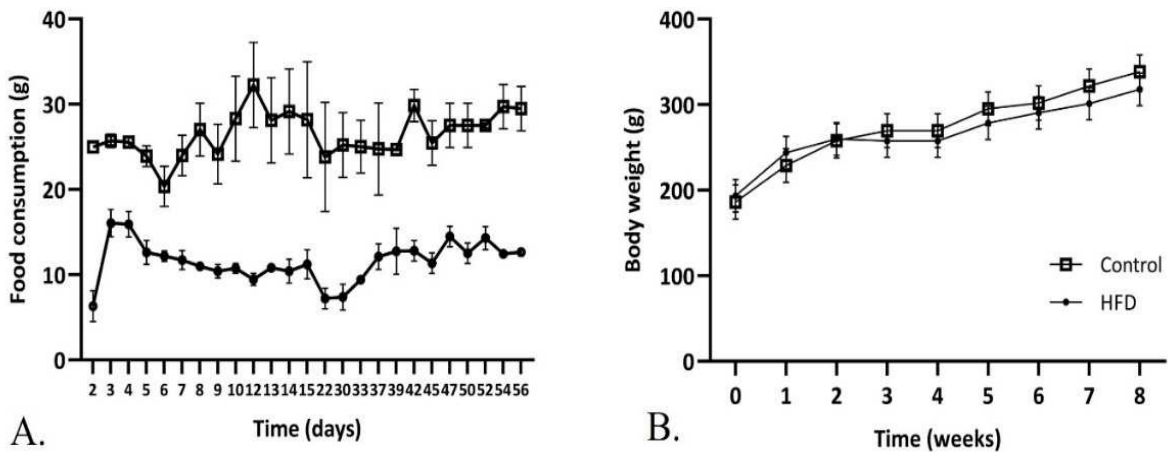 40
30
20
10
0
Food consumption (g)
2 3 4 5 6 7 8 9 10 12 13 14 15 22 30 33 37 39 42 45 47 50 52 54 56
Time (days)
A.
400
300
200
100
0
Body weight (g)
Control
HFD
0 1 2 3 4 5 6 7 8
Time (weeks)
B.